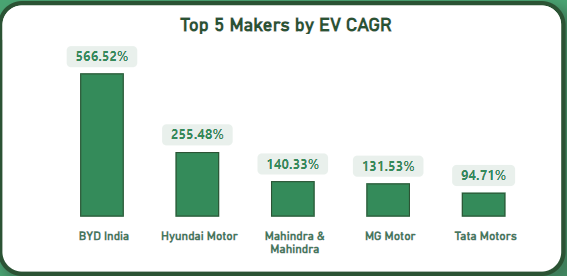 Top 5 Makers by EV CAGR
566.52%
255.48%
140.33%
131.53%
94.71%
BYD India
Hyundai Motor
Mahindra &
Mahindra
MG Motor
Tata Motors